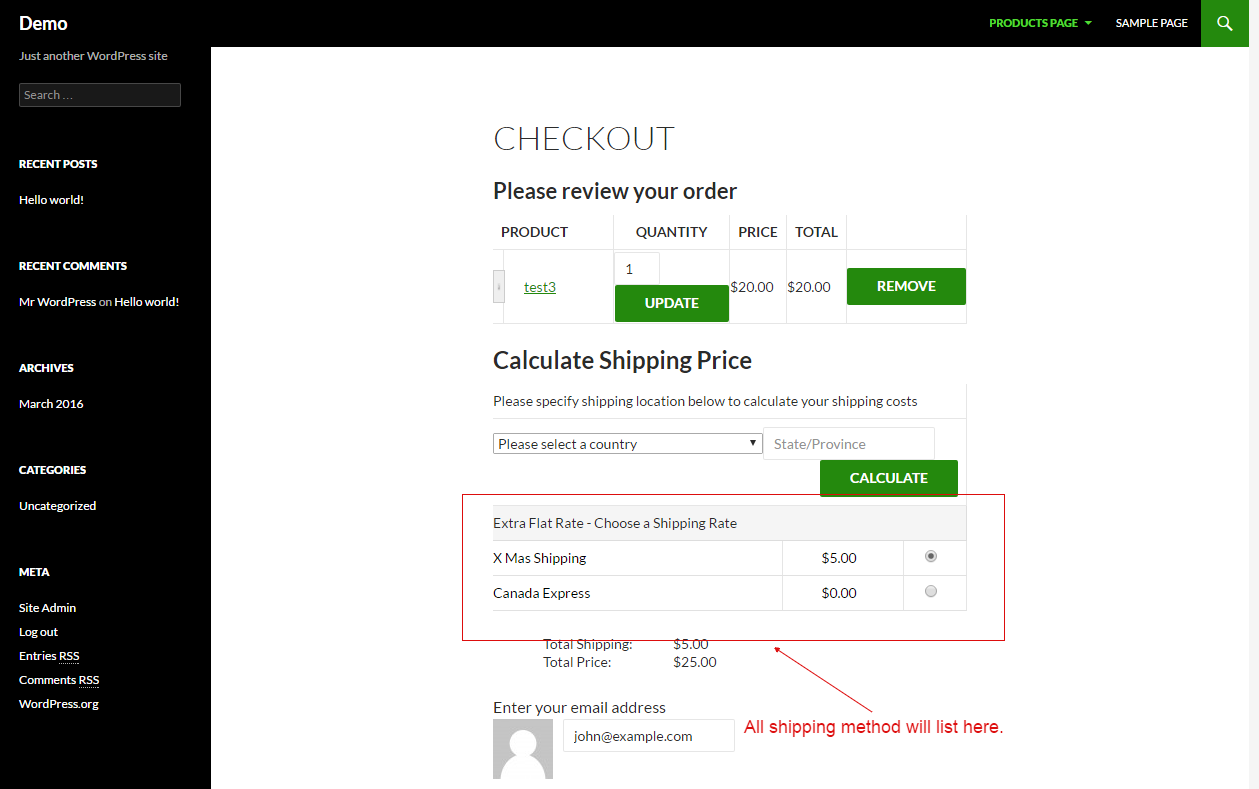 Demo
PRODUCTS PAGE
SAMPLE PAGE
Just another WordPress site
Search ...
RECENT POSTS
Hello world!
RECENT COMMENTS
Mr WordPress on Hello world!
ARCHIVES
March 2016
CATEGORIES
Uncategorized
META
Site Admin
Log out
Entries RSS
Comments RSS
WordPress.org
CHECKOUT
Please review your order
PRODUCT QUANTITY PRICE TOTAL
1
test3 $20.00 $20.00 REMOVE
UPDATE
Calculate Shipping Price
Please specify shipping location below to calculate your shipping costs
Please select a country State/Province
CALCULATE
Extra Flat Rate - Choose a Shipping Rate
X Mas Shipping $5.00
Canada Express $0.00
Total Shipping: $5.00
Total Price: $25.00
Enter your email address
john@example.com
All shipping method will list here.